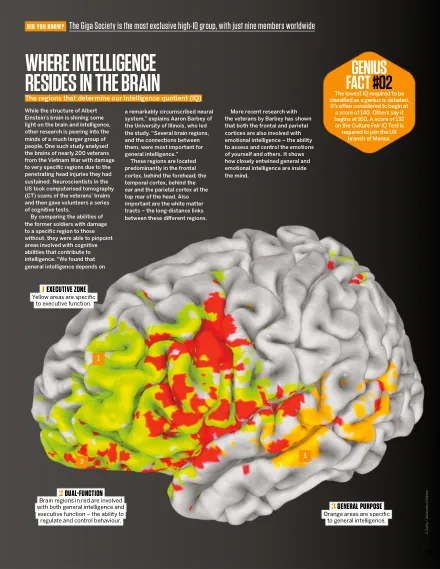 DID YOU KNOW? The Giga Society is the most exclusive high-IQ group, with just nine members worldwide
WHERE INTELLIGENCE
RESIDES IN THE BRAIN
The regions that determine our intelligence quotient (IQ)
While the structure of Albert
Einstein's brain is shining some
light on the brain and intelligence,
other research is peering into the
minds of a much larger group of
people. One such study analysed
the brains of nearly 200 veterans
from the Vietnam War with damage
to very specific regions due to the
penetrating head injuries they had
sustained. Neuroscientists in the
US took computerised tomography
(CT) scans of the veterans' brains
and then gave volunteers a series
of cognitive tests.
By comparing the abilities of
the former soldiers with damage
to a specific region to those
without, they were able to pinpoint
areas involved with cognitive
abilities that contribute to
intelligence. "We found that
general intelligence depends on
a remarkably circumscribed neural
system," explains Aaron Barbey of
the University of Illinois, who led
the study. "Several brain regions,
and the connections between
them, were most important for
general intelligence."
These regions are located
predominantly in the frontal
cortex, behind the forehead; the
temporal cortex, behind the
ear and the parietal cortex at the
top rear of the head. Also
important are the white matter
tracts – the long-distance links
between these different regions.
More recent research with
the veterans by Barbey has shown
that both the frontal and parietal
cortices are also involved with
emotional intelligence – the ability
to assess and control the emotions
of yourself and others. It shows
how closely entwined general and
emotional intelligence are inside
the mind.
GENIUS
FACT #02
The lowest IQ required to be
classified as a genius is debated.
It's often considered to begin at
a score of 140. Others say it
begins at 160. A score of 132
on the Culture Fair IQ Test is
required to join the UK
branch of Mensa.
1 EXECUTIVE ZONE
Yellow areas are specific
to executive function.
1
2
3
2 DUAL-FUNCTION
Brain regions in red are involved
with both general intelligence and
executive function – the ability to
regulate and control behaviour.
3 GENERAL PURPOSE
Orange areas are specific
to general intelligence.